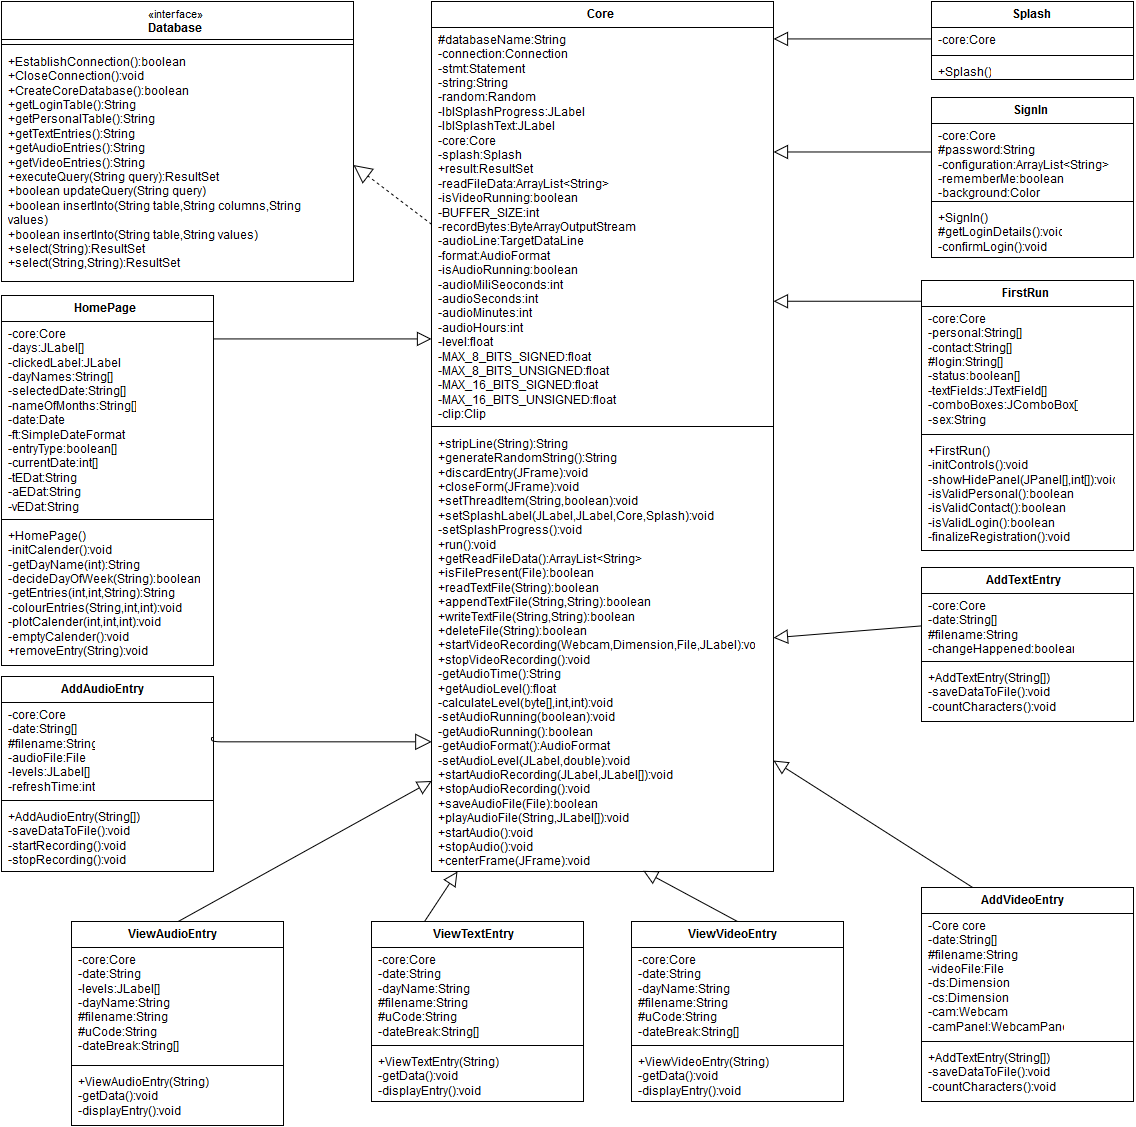 «interface»
Database
+EstablishConnection():boolean
+CloseConnection():void
+CreateCoreDatabase():boolean
+getLoginTable():String
+getPersonalTable():String
+getTextEntries():String
+getAudioEntries():String
+getVideoEntries():String
+executeQuery(String query):ResultSet
+boolean updateQuery(String query)
+boolean insertInto(String table,String columns,String
values)
+boolean insertInto(String table,String values)
+select(String):ResultSet
+select(String,String):ResultSet
Core
#databaseName:String
-connection:Connection
-stmt:Statement
-string:String
-random:Random
-lblSplashProgress:JLabel
-lblSplashText:JLabel
-core:Core
-splash:Splash
+result:ResultSet
-readFileData:ArrayList<String>
-isVideoRunning:boolean
-BUFFER_SIZE:int
-recordBytes:ByteArrayOutputStream
-audioLine:TargetDataLine
-format:AudioFormat
-isAudioRunning:boolean
-audioMiliSeoconds:int
-audioSeconds:int
-audioMinutes:int
-audioHours:int
-level:float
-MAX_8_BITS_SIGNED:float
-MAX_8_BITS_UNSIGNED:float
-MAX_16_BITS_SIGNED:float
-MAX_16_BITS_UNSIGNED:float
-clip:Clip
+stripLine(String):String
+generateRandomString():String
+discardEntry(JFrame):void
+closeForm(JFrame):void
+setThreadItem(String,boolean):void
+setSplashLabel(JLabel,JLabel,Core,Splash):void
-setSplashProgress():void
+run():void
+getReadFileData():ArrayList<String>
+isFilePresent(File):boolean
+readTextFile(String):boolean
+appendTextFile(String,String):boolean
+writeTextFile(String,String):boolean
+deleteFile(String):boolean
+startVideoRecording(Webcam,Dimension,File,JLabel):vo
+stopVideoRecording():void
-getAudioTime():String
+getAudioLevel():float
-calculateLevel(byte[],int,int):void
-setAudioRunning(boolean):void
-getAudioRunning():boolean
-getAudioFormat():AudioFormat
-setAudioLevel(JLabel,double):void
+startAudioRecording(JLabel,JLabel[]):void
+stopAudioRecording():void
+saveAudioFile(File):boolean
+playAudioFile(String,JLabel[]):void
+startAudio():void
+stopAudio():void
+centerFrame(JFrame):void
Splash
-core:Core
+Splash()
SignIn
-core:Core
#password:String
-configuration:ArrayList<String>
-rememberMe:boolean
-background:Color
+SignIn()
#getLoginDetails():voic
-confirmLogin():void
FirstRun
-core:Core
-personal:String[]
-contact:String[]
#login:String[]
-status:boolean[]
-textFields:JTextField[]
-comboBoxes:JComboBox[
-sex:String
+FirstRun()
-initControls():void
-showHidePanel(JPanel[],int[]):voic
-isValidPersonal():boolean
-isValidContact():boolean
-isValidLogin():boolean
-finalizeRegistration():void
HomePage
-core:Core
-days:JLabel[]
-clickedLabel:JLabel
-dayNames:String[]
-selectedDate:String[]
-nameOfMonths:String[]
-date:Date
-ft:SimpleDateFormat
-entryType:boolean[]
-currentDate:int[]
-tEDat:String
-aEDat:String
-vEDat:String
+HomePage()
-initCalender():void
-getDayName(int):String
-decideDayOfWeek(String):boolean
-getEntries(int,int,String):String
-colourEntries(String,int,int):void
-plotCalender(int,int,int):void
-emptyCalender():void
+removeEntry(String):void
AddTextEntry
-core:Core
-date:String[]
#filename:String
-changeHappened:boolear
+AddTextEntry(String[])
-saveDataToFile():void
-countCharacters():void
AddAudioEntry
-core:Core
-date:String[]
#filename:String
-audioFile:File
-levels:JLabel[]
-refreshTime:int
+AddAudioEntry(String[])
-saveDataToFile():void
-startRecording():void
-stopRecording():void
AddVideoEntry
-Core core
-date:String[]
#filename:String
-videoFile:File
-ds:Dimension
-cs:Dimension
-cam:Webcam
-camPanel:WebcamPane
+AddTextEntry(String[])
-saveDataToFile():void
-countCharacters():void
ViewAudioEntry
-core:Core
-date:String
-levels:JLabel[]
-dayName:String
#filename:String
#uCode:String
-dateBreak:String[]
+ViewAudioEntry(String)
-getData():void
-displayEntry():void
ViewTextEntry
-core:Core
-date:String
-dayName:String
#filename:String
#uCode:String
-dateBreak:String[]
+ViewTextEntry(String)
-getData():void
-displayEntry():void
ViewVideoEntry
-core:Core
-date:String
-dayName:String
#filename:String
#uCode:String
-dateBreak:String[]
+ViewVideoEntry(String)
-getData():void
-displayEntry():void